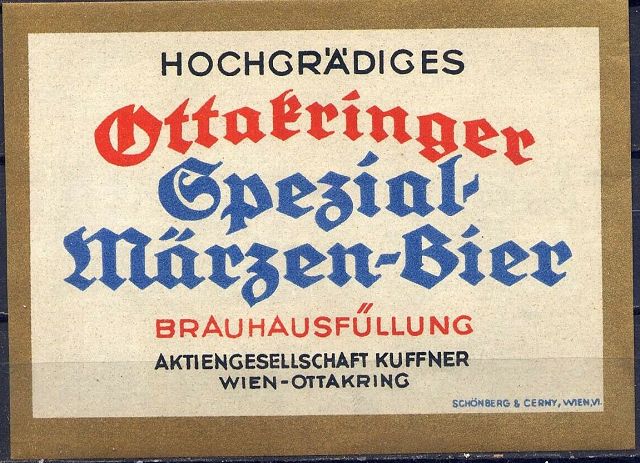 HOCHGRÄDIGES
Ottakringer
Spezial-
Märzen-Bier
BRAUHAUSFÜLLUNG
AKTIENGESELLSCHAFT KUFFNER
WIEN-OTTAKRING
SCHÖNBERG & CERNY, WIEN, VI.